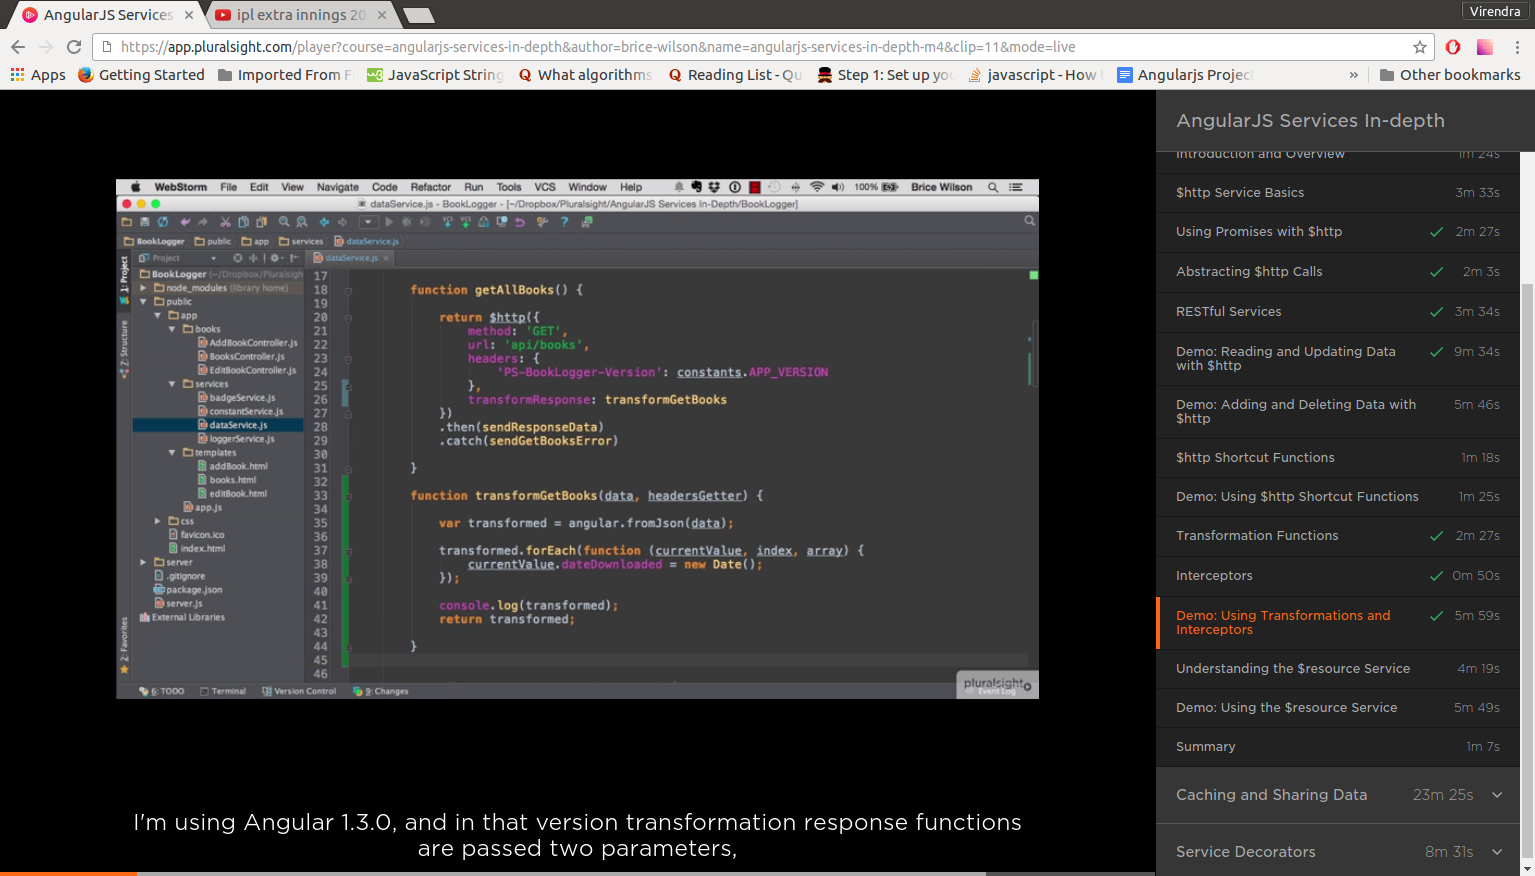 AngularJS Services
ipl extra innings 20
Virendra
https://app.pluralsight.com/player?course=angularjs-services-in-depth&author=brice-wilson&name=angularjs-services-in-depth-m4&clip=11&mode=live
Apps Getting Started Imported From F JavaScript String What algorithms Reading List - Qu Step 1: Set up you javascript - How Angularjs Project » Other bookmarks
WebStorm File Edit View Navigate Code Refactor Run Tools VCS Window Help 100% Brice Wilson
dataService.js - BookLogger - [~/Dropbox/Pluralsight/AngularJS Services In-Depth/BookLogger]
BookLogger public app services dataService.js
Project dataService.js
1: Project
Z: Structure
2: Favorites
BookLogger (~/Dropbox/Pluralsigh
node_modules (library home)
public
app
books
AddBookController.js
BooksController.js
EditBookController.js
services
badgeService.js
constantService.js
dataService.js
loggerService.js
templates
addBook.html
books.html
editBook.html
app.js
css
favicon.ico
index.html
server
.gitignore
package.json
server.js
External Libraries
17
18 function getAllBooks() {
19
20 return $http({
21 method: 'GET',
22 url: 'api/books',
23 headers: {
24 'PS-BookLogger-Version': constants.APP_VERSION
25 },
26 transformResponse: transformGetBooks
27 })
28 .then(sendResponseData)
29 .catch(sendGetBooksError)
30
31 }
32
33 function transformGetBooks(data, headersGetter) {
34
35 var transformed = angular.fromJson(data);
36
37 transformed.forEach(function (currentValue, index, array) {
38 currentValue.dateDownloaded = new Date();
39 });
40
41 console.log(transformed);
42 return transformed;
43
44 }
45
46
6: TODO Terminal Version Control 9: Changes Event Log
pluralsight
I'm using Angular 1.3.0, and in that version transformation response functions
are passed two parameters,
AngularJS Services In-depth
Introduction and Overview 1m 24s
$http Service Basics 3m 33s
Using Promises with $http 2m 27s
Abstracting $http Calls 2m 3s
RESTful Services 3m 34s
Demo: Reading and Updating Data 9m 34s
with $http
Demo: Adding and Deleting Data with 5m 46s
$http
$http Shortcut Functions 1m 18s
Demo: Using $http Shortcut Functions 1m 25s
Transformation Functions 2m 27s
Interceptors 0m 50s
Demo: Using Transformations and 5m 59s
Interceptors
Understanding the $resource Service 4m 19s
Demo: Using the $resource Service 5m 49s
Summary 1m 7s
Caching and Sharing Data 23m 25s
Service Decorators 8m 31s